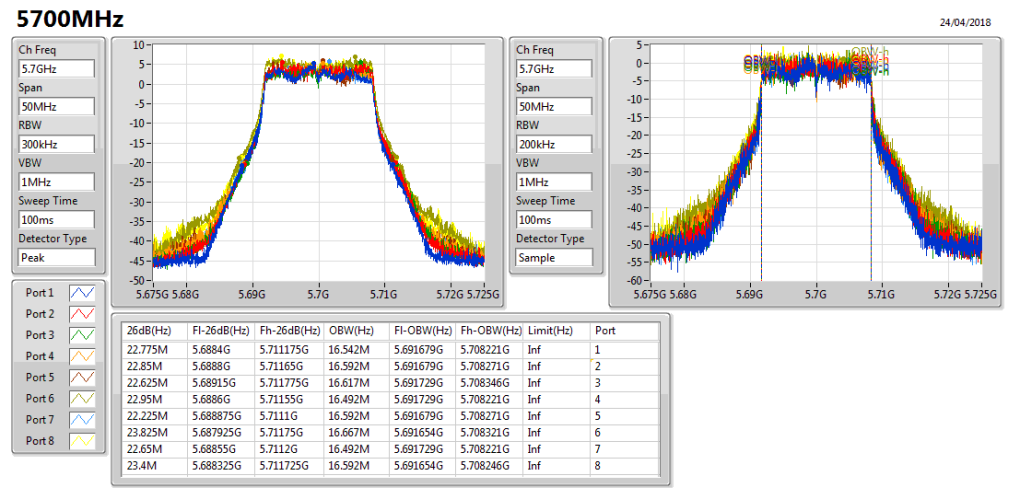 5700MHz
24/04/2018
Ch Freq
5.7GHz
Span
50MHz
RBW
300kHz
VBW
1MHz
Sweep Time
100ms
Detector Type
Peak
10
5
0
-5
-10
-15
-20
-25
-30
-35
-40
-45
-50
5.675G 5.68G 5.69G 5.7G 5.71G 5.72G 5.725G
Ch Freq
5.7GHz
Span
50MHz
RBW
200kHz
VBW
1MHz
Sweep Time
100ms
Detector Type
Sample
5
0
-5
-10
-15
-20
-25
-30
-35
-40
-45
-50
-55
-60
5.675G 5.68G 5.69G 5.7G 5.71G 5.72G 5.725G
OBW-h
Port 1
Port 2
Port 3
Port 4
Port 5
Port 6
Port 7
Port 8
26dB(Hz) Fl-26dB(Hz) Fh-26dB(Hz) OBW(Hz) Fl-OBW(Hz) Fh-OBW(Hz) Limit(Hz) Port
22.775M 5.6884G 5.711175G 16.542M 5.691679G 5.708221G Inf 1
22.85M 5.6888G 5.71165G 16.592M 5.691679G 5.708271G Inf 2
22.625M 5.68915G 5.711775G 16.617M 5.691729G 5.708346G Inf 3
22.95M 5.6886G 5.71155G 16.492M 5.691729G 5.708221G Inf 4
22.225M 5.688875G 5.7111G 16.592M 5.691679G 5.708271G Inf 5
23.825M 5.687925G 5.71175G 16.667M 5.691654G 5.708321G Inf 6
22.65M 5.68855G 5.7112G 16.492M 5.691729G 5.708221G Inf 7
23.4M 5.688325G 5.711725G 16.592M 5.691654G 5.708246G Inf 8